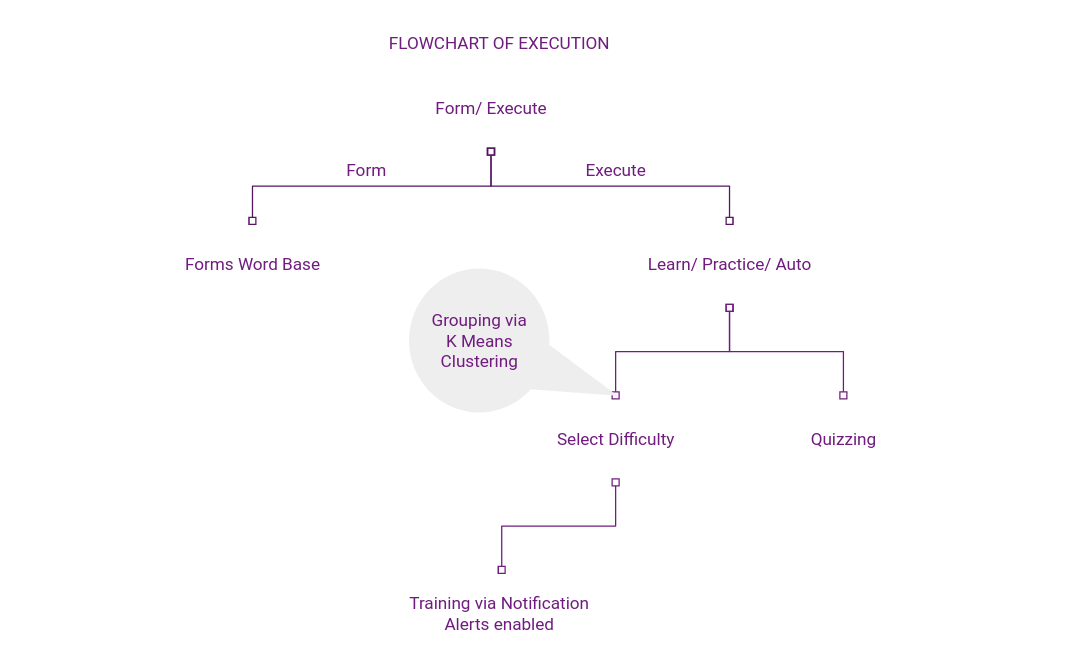 FLOWCHART OF EXECUTION
Form/ Execute
Form
Execute
Forms Word Base
Learn/ Practice/ Auto
Grouping via
K Means
Clustering
Select Difficulty
Quizzing
Training via Notification
Alerts enabled